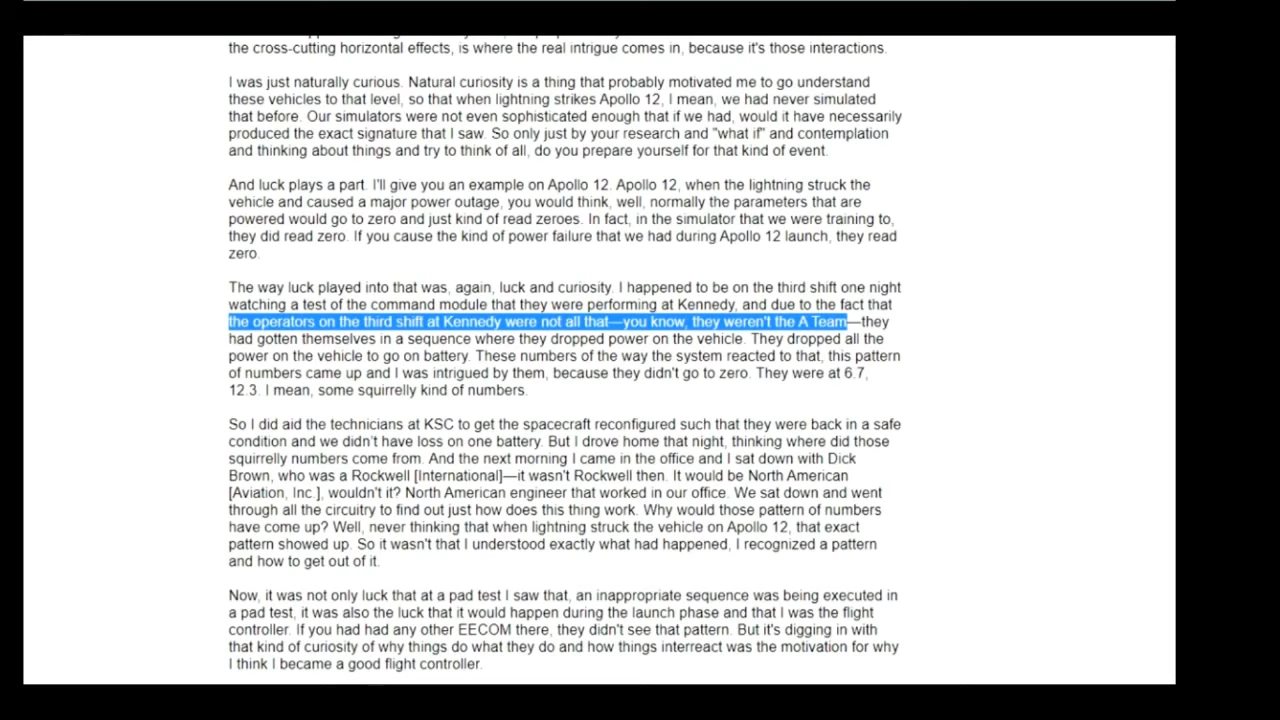 the cross-cutting horizontal effects, is where the real intrigue comes in, because it's those interactions.
I was just naturally curious. Natural curiosity is a thing that probably motivated me to go understand
these vehicles to that level, so that when lightning strikes Apollo 12, I mean, we had never simulated
that before. Our simulators were not even sophisticated enough that if we had, would it have necessarily
produced the exact signature that I saw. So only just by your research and "what if" and contemplation
and thinking about things and try to think of all, do you prepare yourself for that kind of event.
And luck plays a part. I'll give you an example on Apollo 12. Apollo 12, when the lightning struck the
vehicle and caused a major power outage, you would think, well, normally the parameters that are
powered would go to zero and just kind of read zeroes. In fact, in the simulator that we were training to,
they did read zero. If you cause the kind of power failure that we had during Apollo 12 launch, they read
zero.
The way luck played into that was, again, luck and curiosity. I happened to be on the third shift one night
watching a test of the command module that they were performing at Kennedy, and due to the fact that
the operators on the third shift at Kennedy were not all that—you know, they weren't the A Team—they
had gotten themselves in a sequence where they dropped power on the vehicle. They dropped all the
power on the vehicle to go on battery. These numbers of the way the system reacted to that, this pattern
of numbers came up and I was intrigued by them, because they didn't go to zero. They were at 6.7,
12.3. I mean, some squirrelly kind of numbers.
So I did aid the technicians at KSC to get the spacecraft reconfigured such that they were back in a safe
condition and we didn't have loss on one battery. But I drove home that night, thinking where did those
squirrelly numbers come from. And the next morning I came in the office and I sat down with Dick
Brown, who was a Rockwell [International]—it wasn't Rockwell then. It would be North American
[Aviation, Inc.], wouldn't it? North American engineer that worked in our office. We sat down and went
through all the circuitry to find out just how does this thing work. Why would those pattern of numbers
have come up? Well, never thinking that when lightning struck the vehicle on Apollo 12, that exact
pattern showed up. So it wasn't that I understood exactly what had happened, I recognized a pattern
and how to get out of it.
Now, it was not only luck that at a pad test I saw that, an inappropriate sequence was being executed in
a pad test, it was also the luck that it would happen during the launch phase and that I was the flight
controller. If you had had any other EECOM there, they didn't see that pattern. But it's digging in with
that kind of curiosity of why things do what they do and how things interreact was the motivation for why
I think I became a good flight controller.